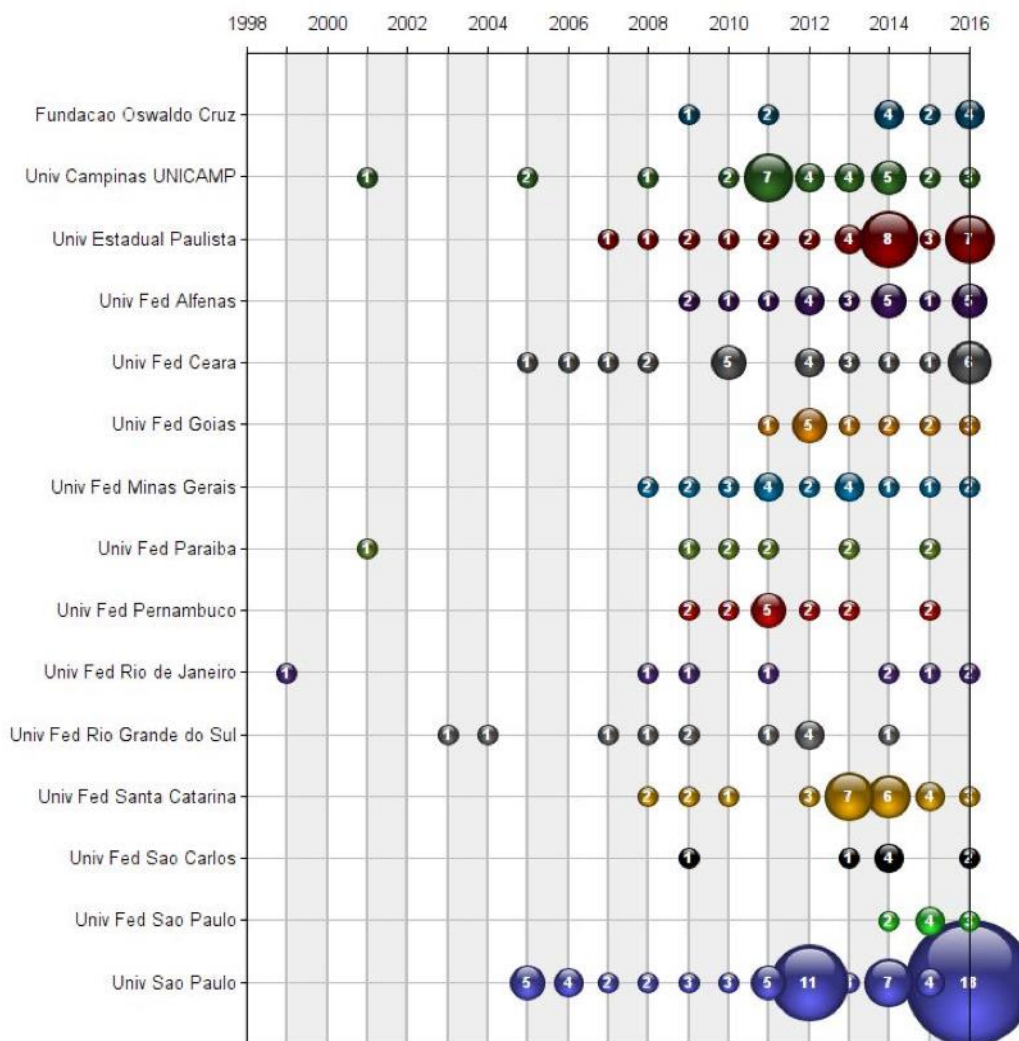 1998 2000 2002 2004 2006 2008 2010 2012 2014 2016
Fundacao Oswaldo Cruz 1 2 4 2 4
Univ Campinas UNICAMP 1 2 1 2 7 4 4 5 2 3
Univ Estadual Paulista 1 1 2 1 2 2 4 8 3 7
Univ Fed Alfenas 2 1 1 4 3 5 1 5
Univ Fed Ceara 1 1 1 2 5 4 3 1 1 6
Univ Fed Goias 1 5 1 2 2 3
Univ Fed Minas Gerais 2 2 3 4 2 4 1 1 2
Univ Fed Paraiba 1 1 2 2 2 2
Univ Fed Pernambuco 2 2 5 2 2 2
Univ Fed Rio de Janeiro 1 1 1 1 2 1 2
Univ Fed Rio Grande do Sul 1 1 1 1 2 1 4 1
Univ Fed Santa Catarina 2 2 1 3 7 6 4 3
Univ Fed Sao Carlos 1 1 4 2
Univ Fed Sao Paulo 2 4 3
Univ Sao Paulo 5 4 2 2 3 3 5 11 7 4 18